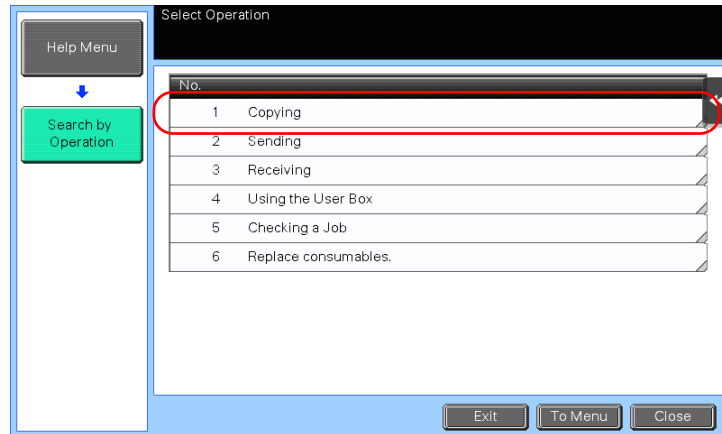 Select Operation
Help Menu
Search by
Operation
No.
1 Copying
2 Sending
3 Receiving
4 Using the User Box
5 Checking a Job
6 Replace consumables.
Exit To Menu Close